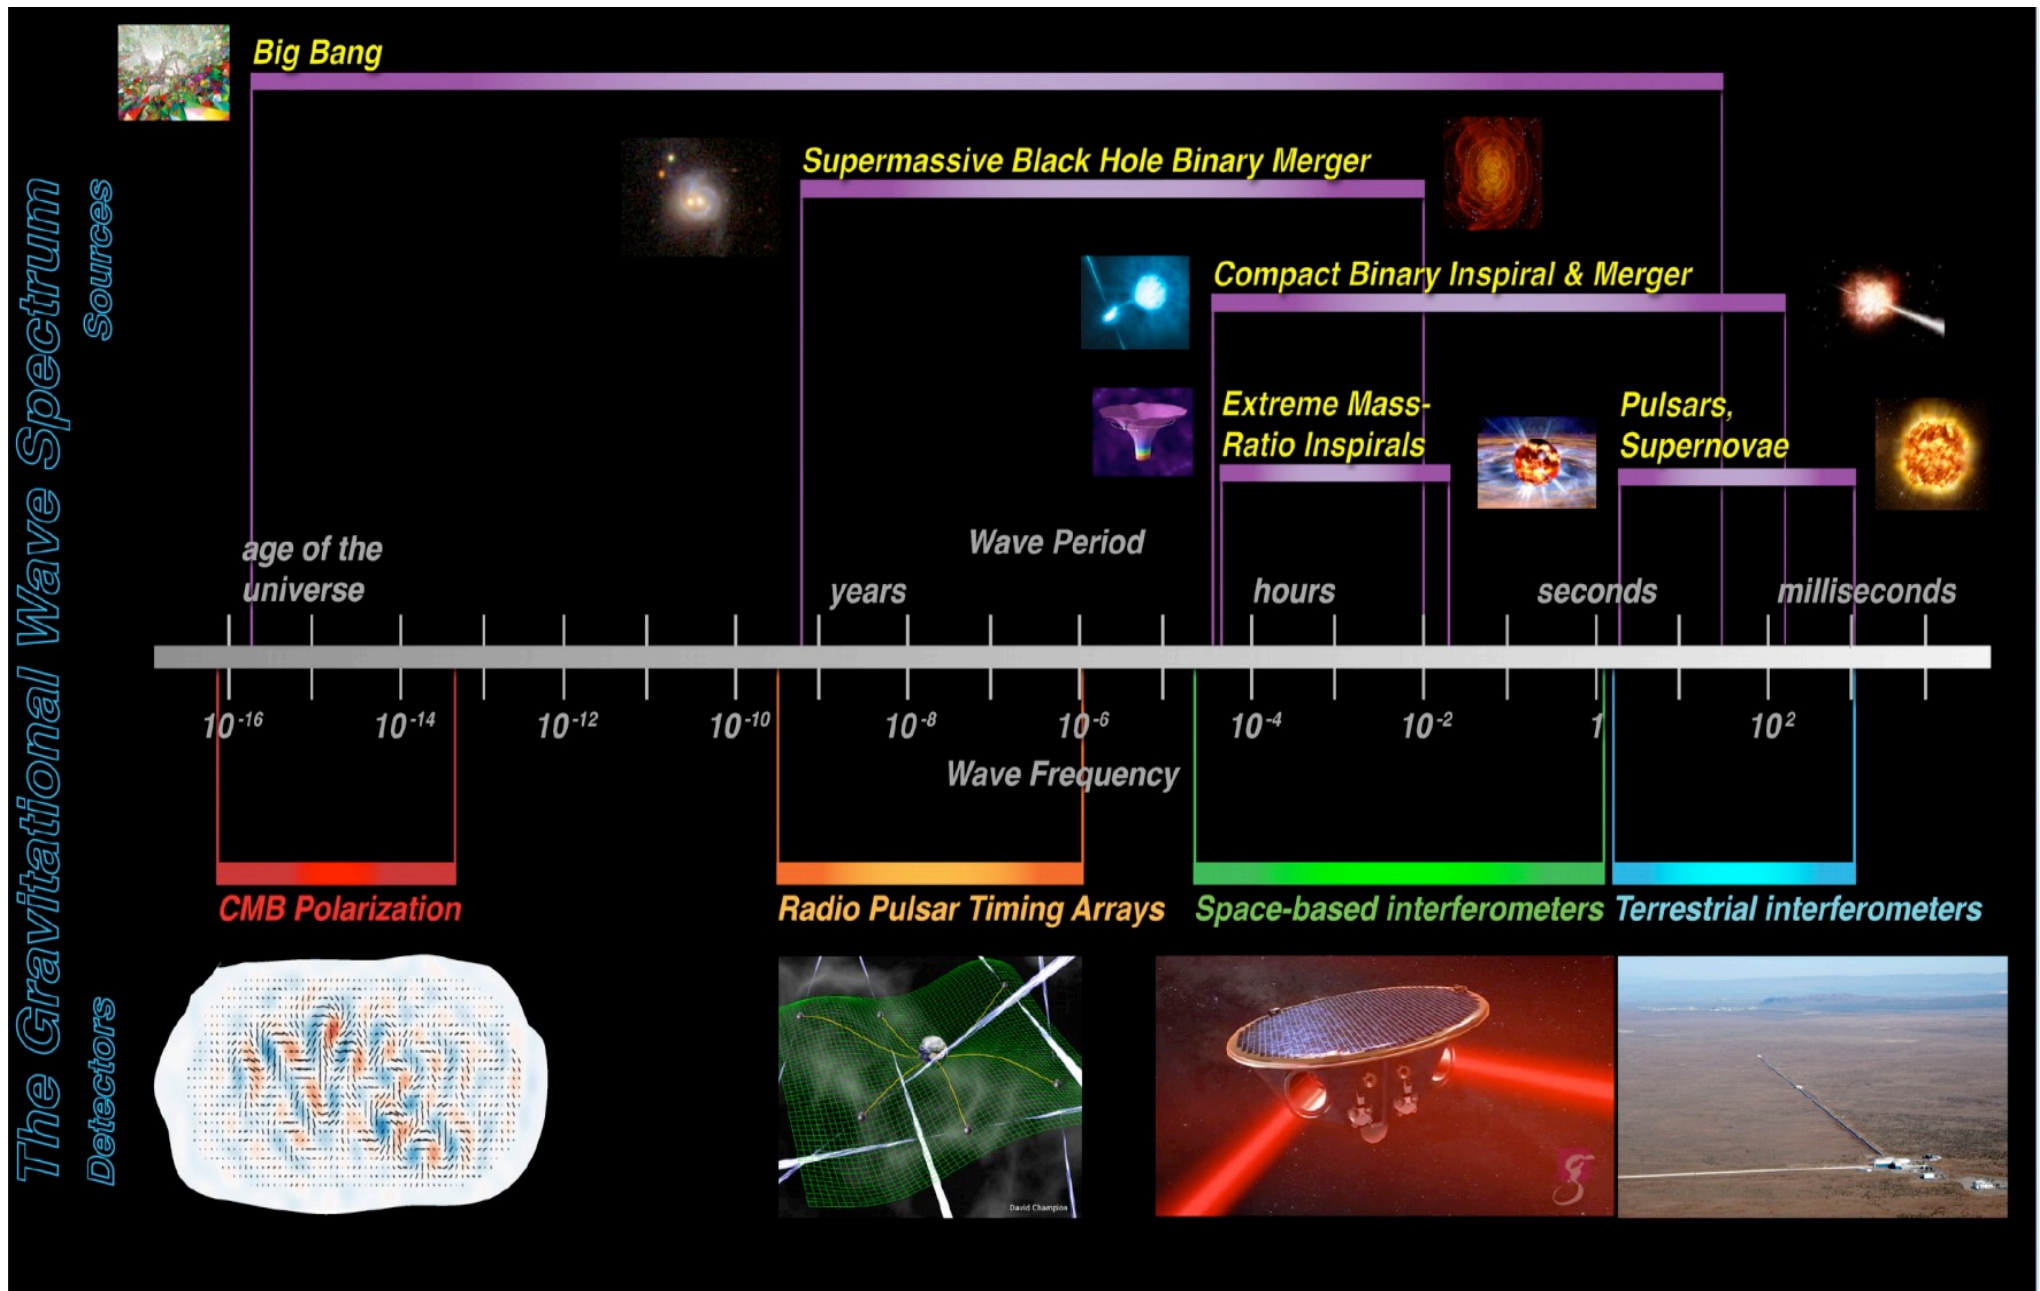 The Gravitational Wave Spectrum
Sources
Detectors
Big Bang
Supermassive Black Hole Binary Merger
Compact Binary Inspiral & Merger
Extreme Mass-
Ratio Inspirals
Pulsars,
Supernovae
Wave Period
age of the
universe
years
hours
seconds
milliseconds
10⁻¹⁶
10⁻¹⁴
10⁻¹²
10⁻¹⁰
10⁻⁸
10⁻⁶
10⁻⁴
10⁻²
1
10²
Wave Frequency
CMB Polarization
Radio Pulsar Timing Arrays
Space-based interferometers
Terrestrial interferometers
David Champion